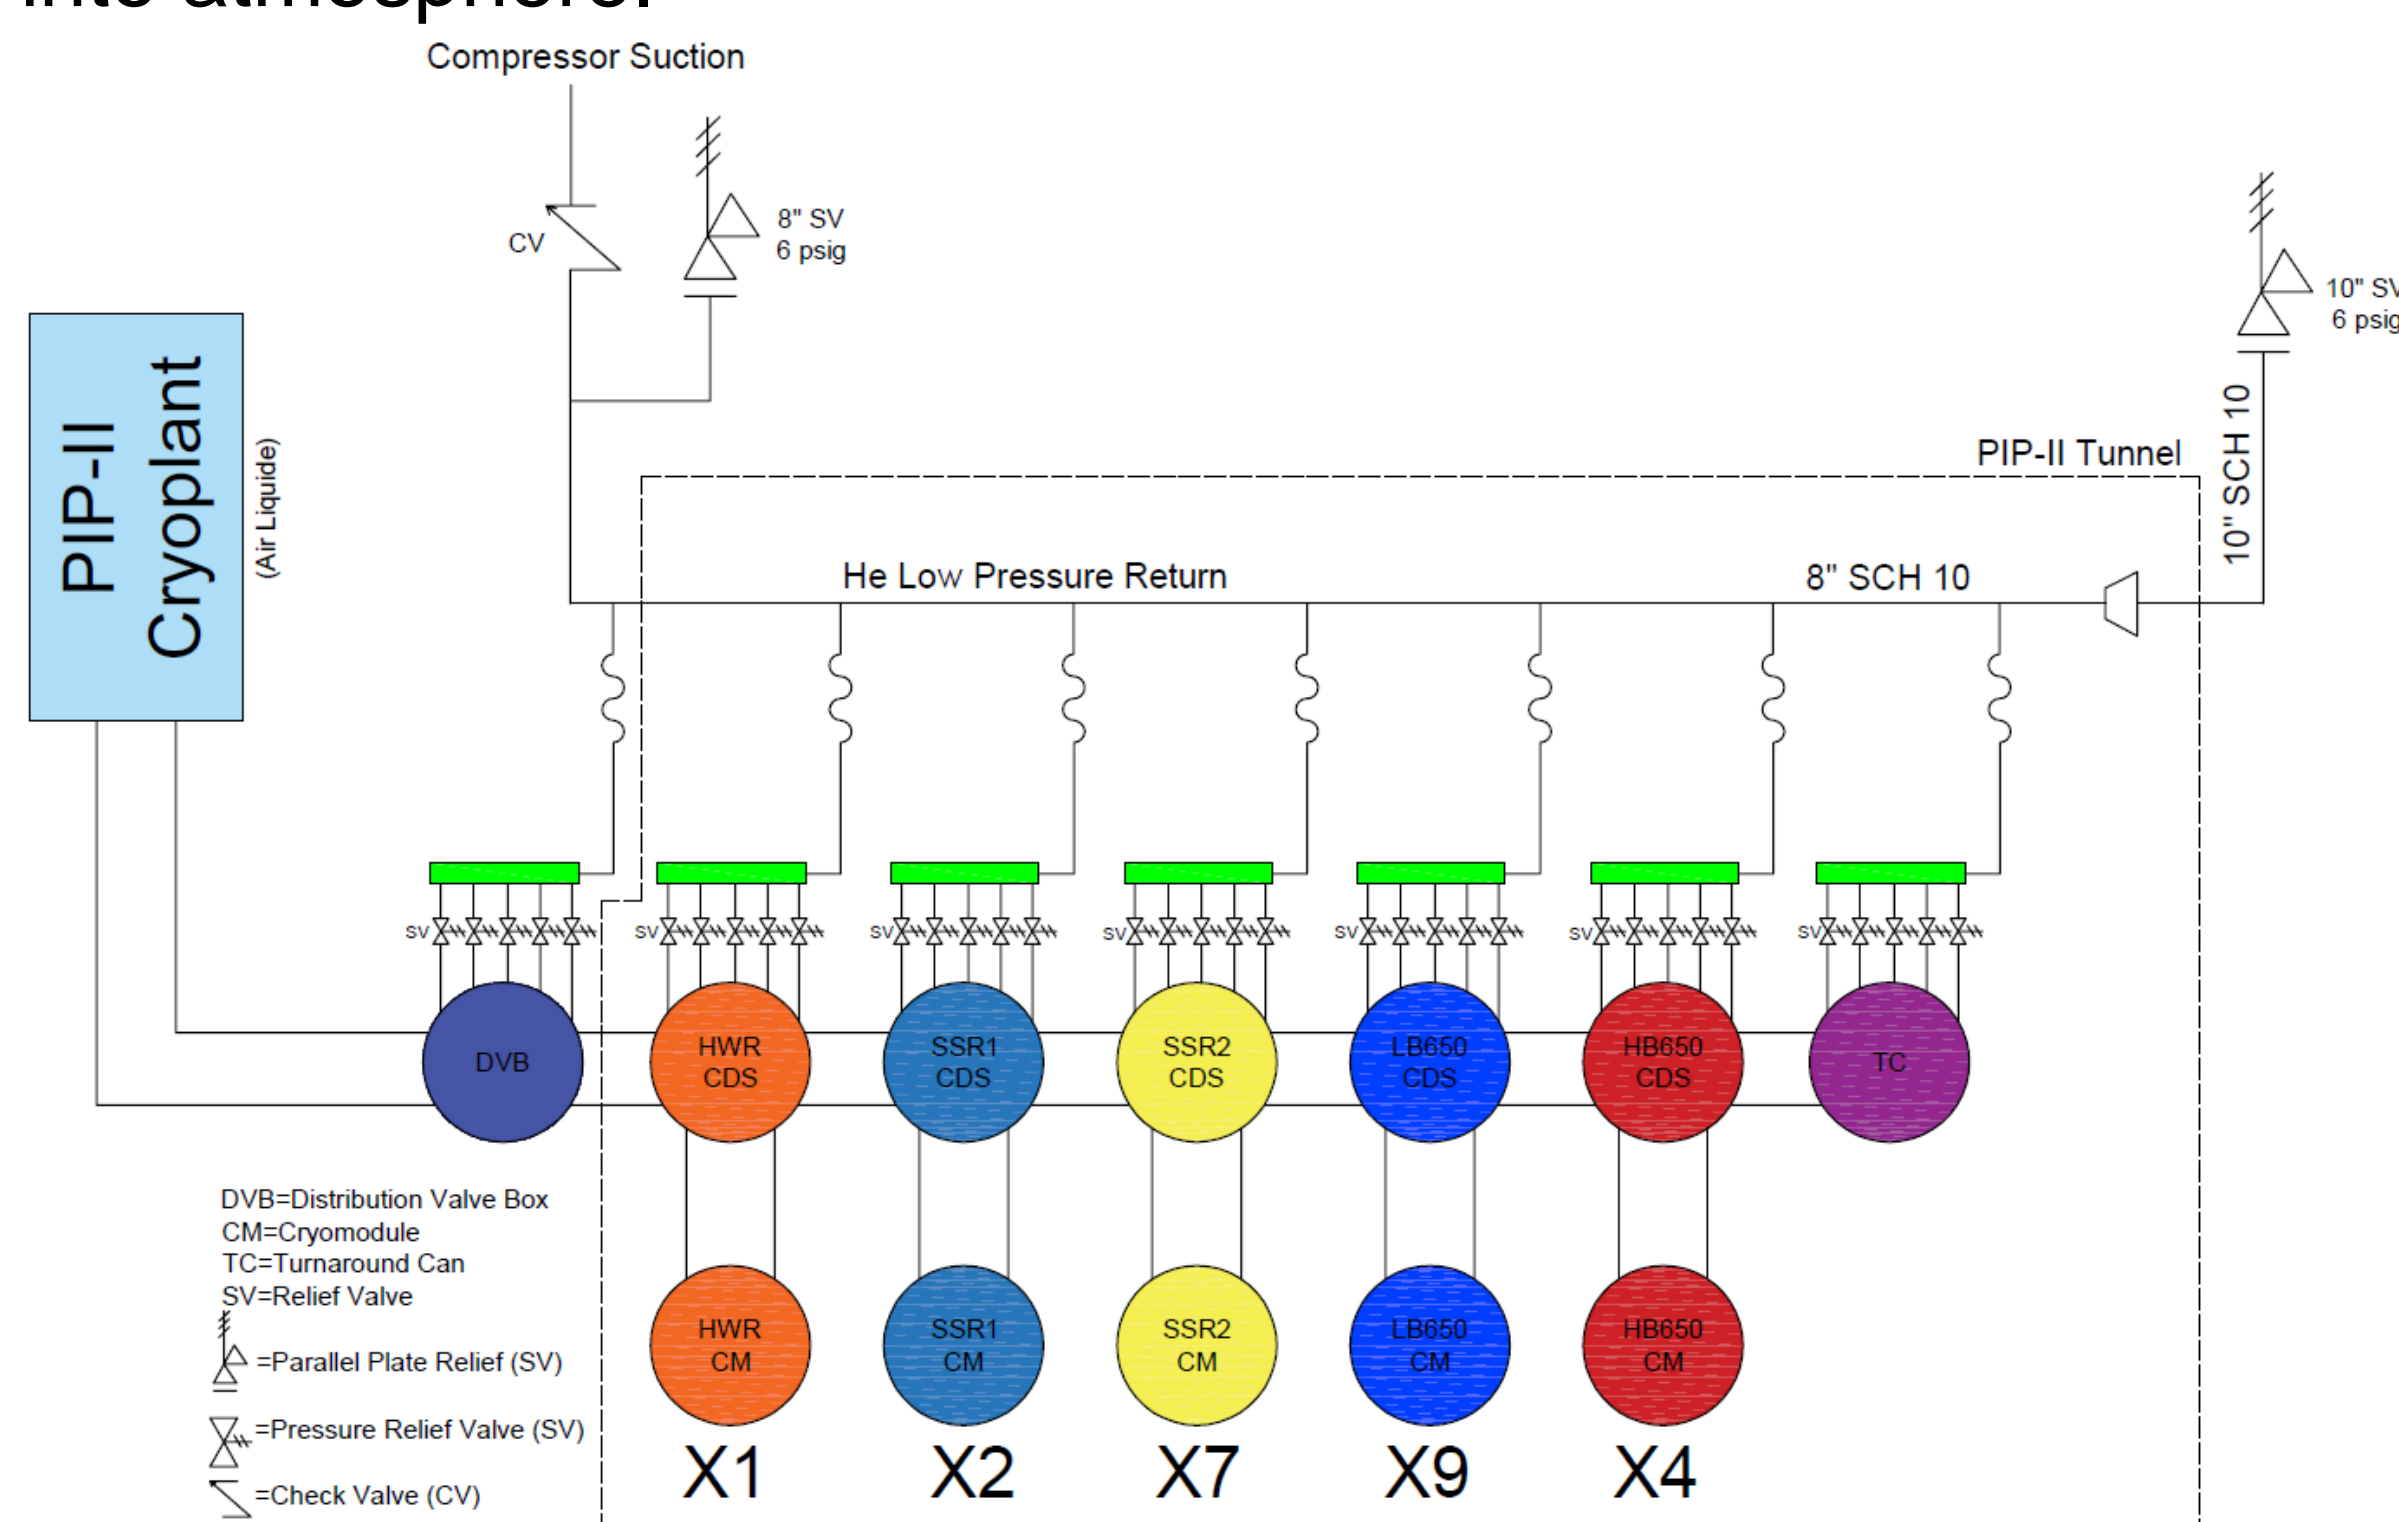 into atmosphere.
Compressor Suction
CV
8" SV
6 psig
10" SV
6 psig
PIP-II
Cryoplant
(Air Liquide)
PIP-II Tunnel
10" SCH 10
He Low Pressure Return
8" SCH 10
SV
SV
SV
SV
SV
SV
SV
DVB
HWR
CDS
SSR1
CDS
SSR2
CDS
LB650
CDS
HB650
CDS
TC
DVB=Distribution Valve Box
CM=Cryomodule
TC=Turnaround Can
SV=Relief Valve
=Parallel Plate Relief (SV)
=Pressure Relief Valve (SV)
=Check Valve (CV)
HWR
CM
SSR1
CM
SSR2
CM
LB650
CM
HB650
CM
X1
X2
X7
X9
X4